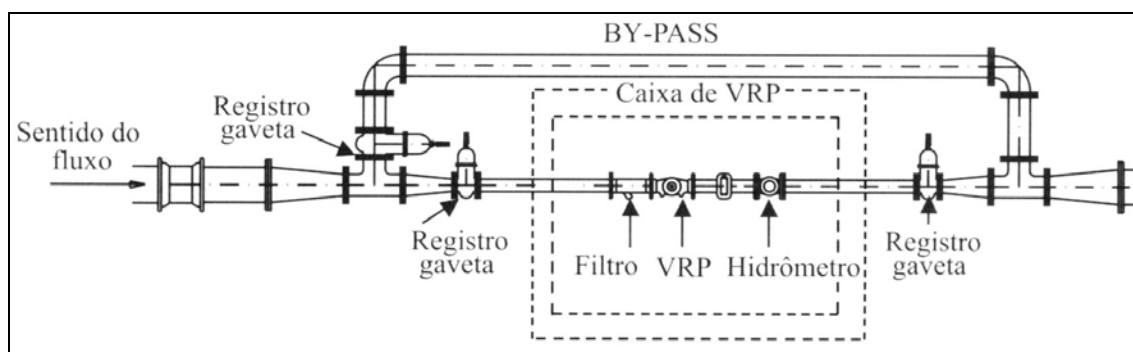 BY-PASS
Caixa de VRP
Registro
gaveta
Sentido do
fluxo
Registro
gaveta
Filtro
VRP
Hidrômetro
Registro
gaveta